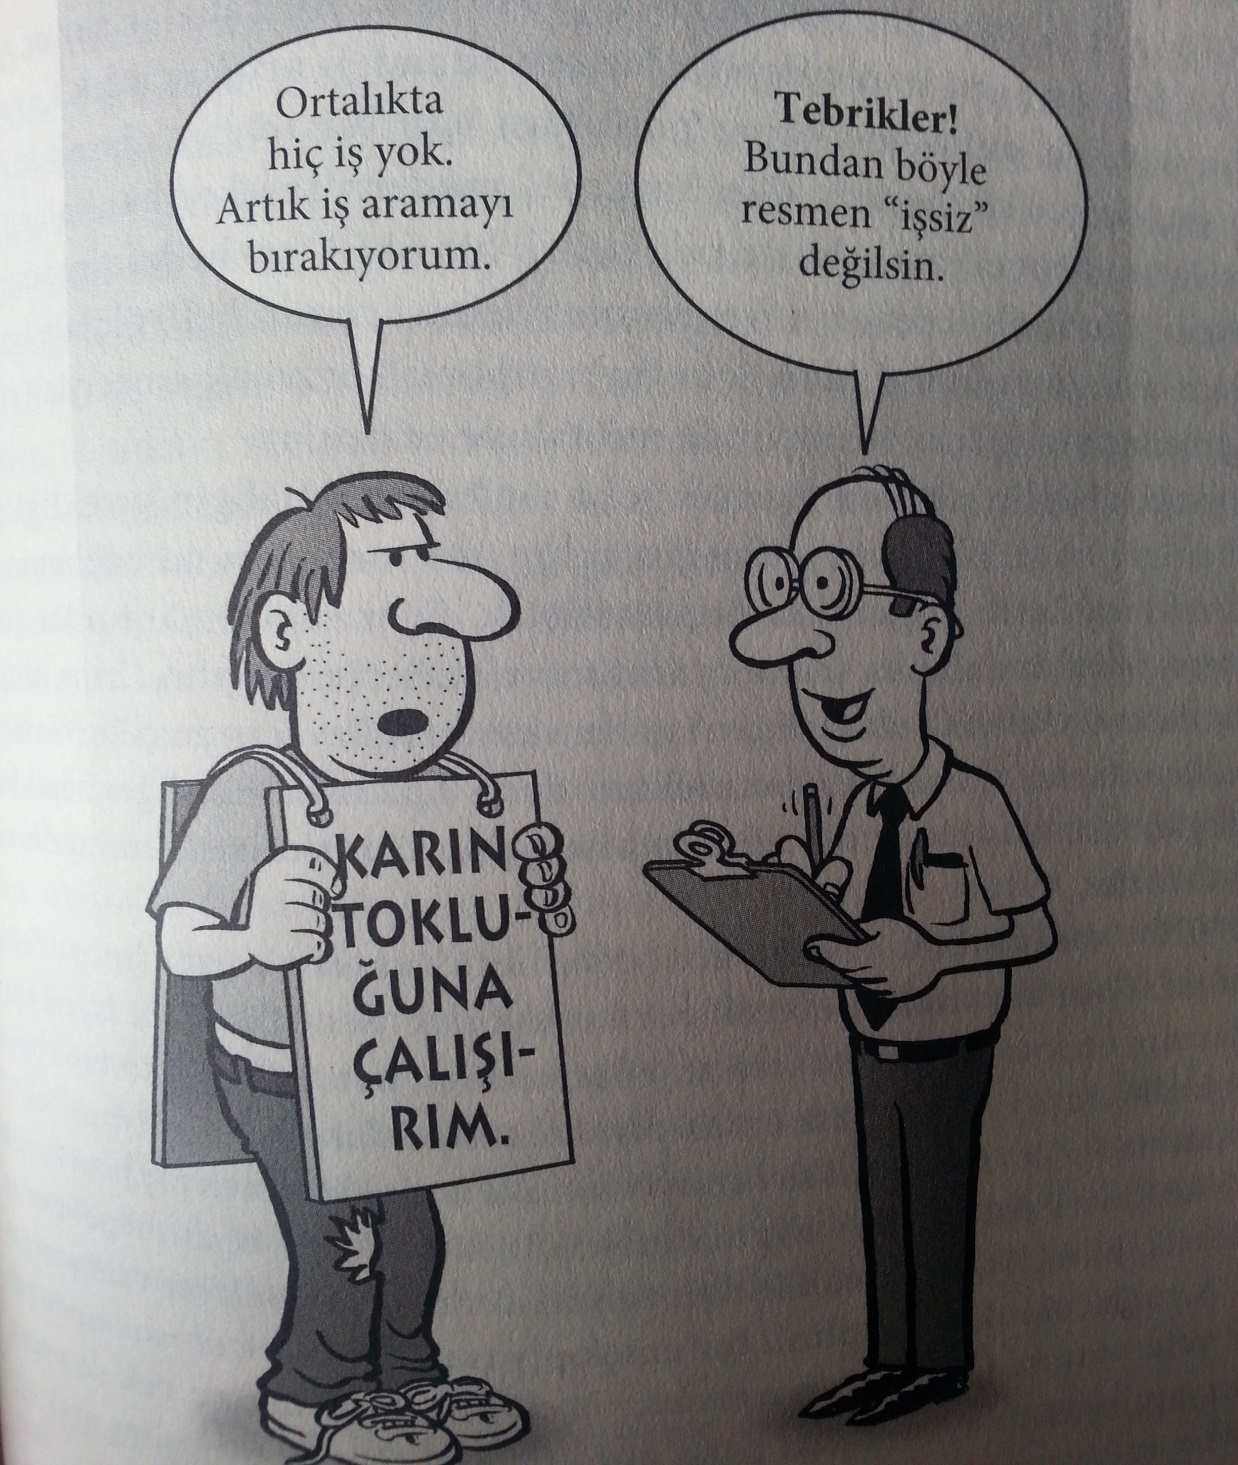 Ortalıkta
hiç iş yok.
Artık iş aramayı
bırakıyorum.
Tebrikler!
Bundan böyle
resmen “işsiz”
değilsin.
KARIN
TOKLU-
ĞUNA
ÇALIŞI-
RIM.